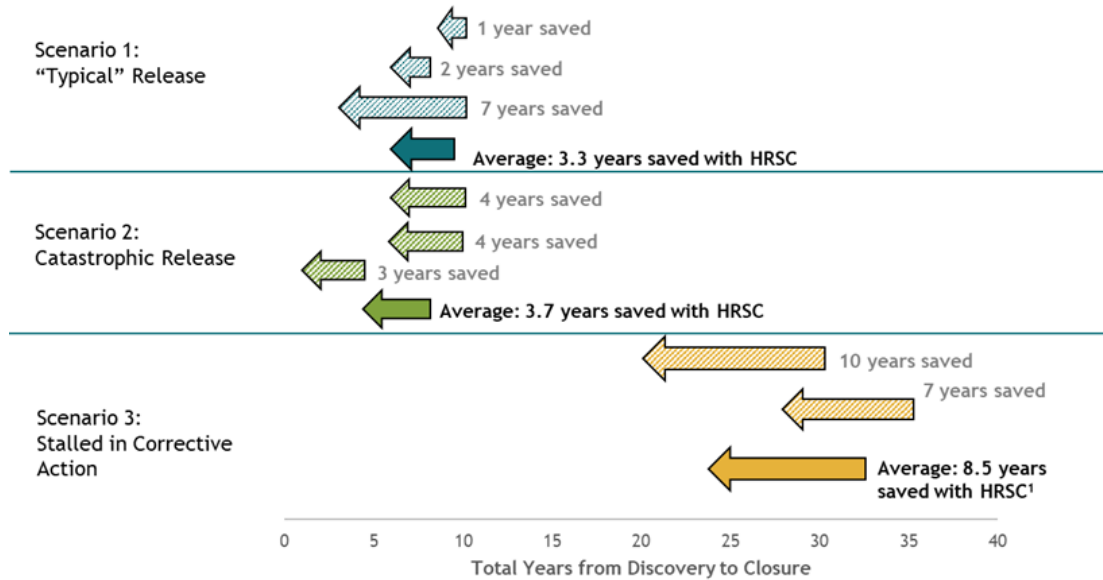 1 year saved
Scenario 1:
“Typical” Release
2 years saved
7 years saved
Average: 3.3 years saved with HRSC
4 years saved
Scenario 2:
Catastrophic Release
4 years saved
3 years saved
Average: 3.7 years saved with HRSC
10 years saved
7 years saved
Scenario 3:
Stalled in Corrective
Action
Average: 8.5 years
saved with HRSC¹
0 5 10 15 20 25 30 35 40
Total Years from Discovery to Closure